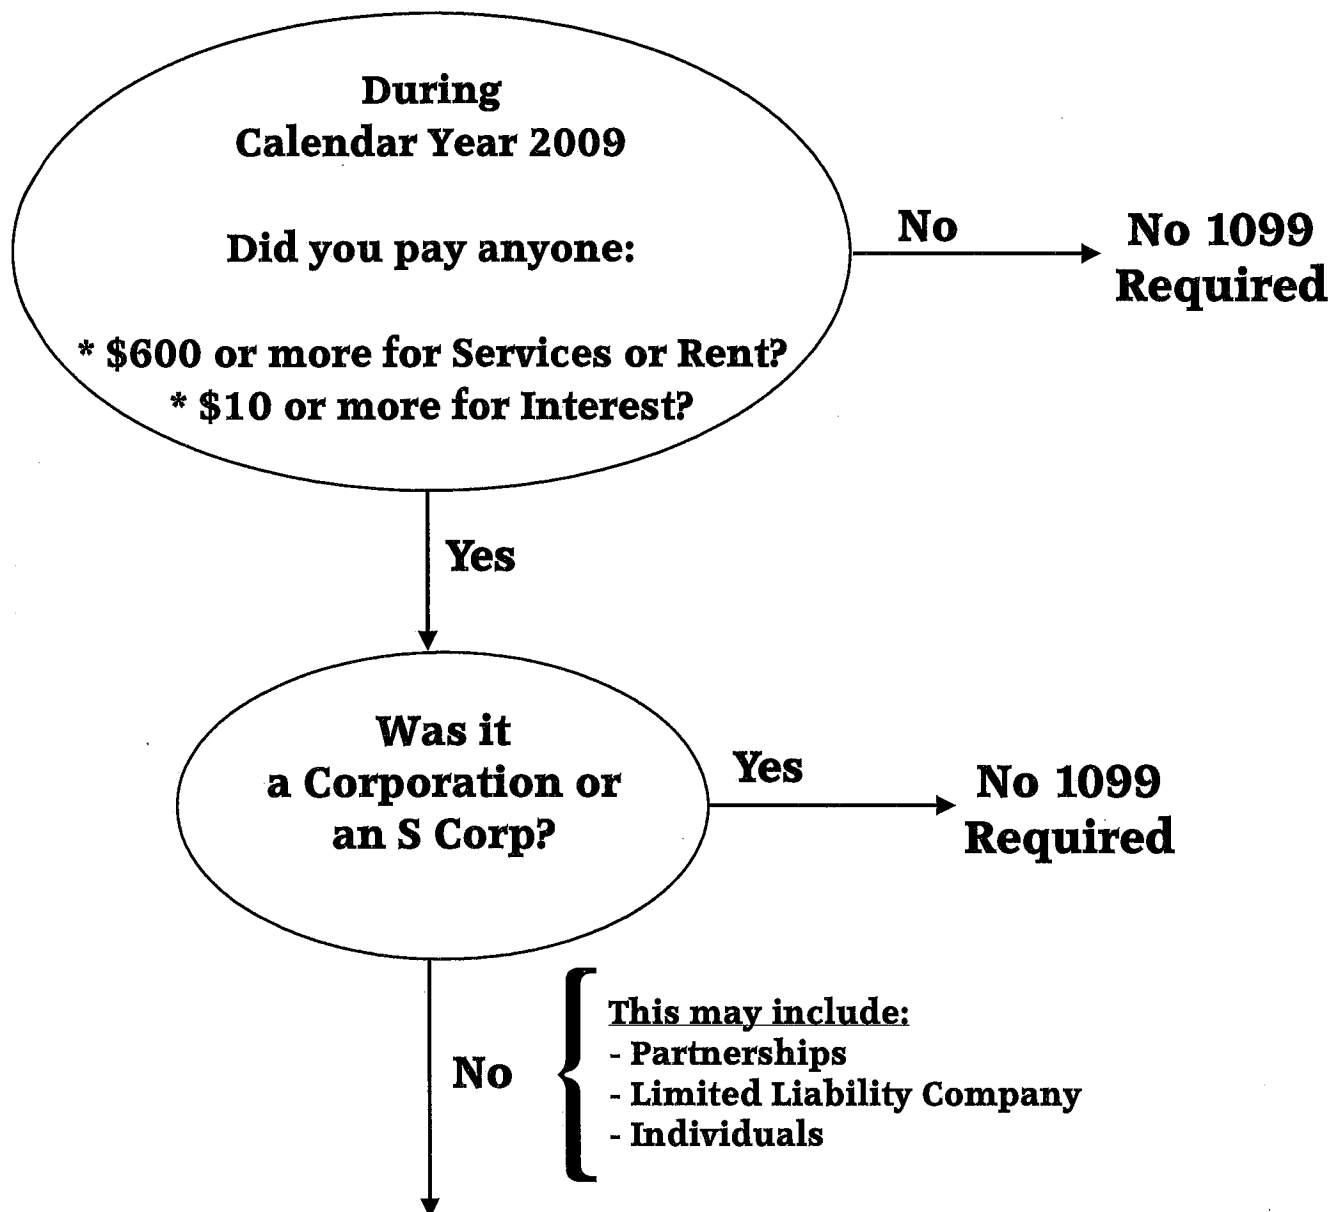 During
Calendar Year 2009
Did you pay anyone:
* $600 or more for Services or Rent?
* $10 or more for Interest?
No
No 1099
Required
Yes
Was it
a Corporation or
an S Corp?
Yes
No 1099
Required
No
This may include:
- Partnerships
- Limited Liability Company
- Individuals